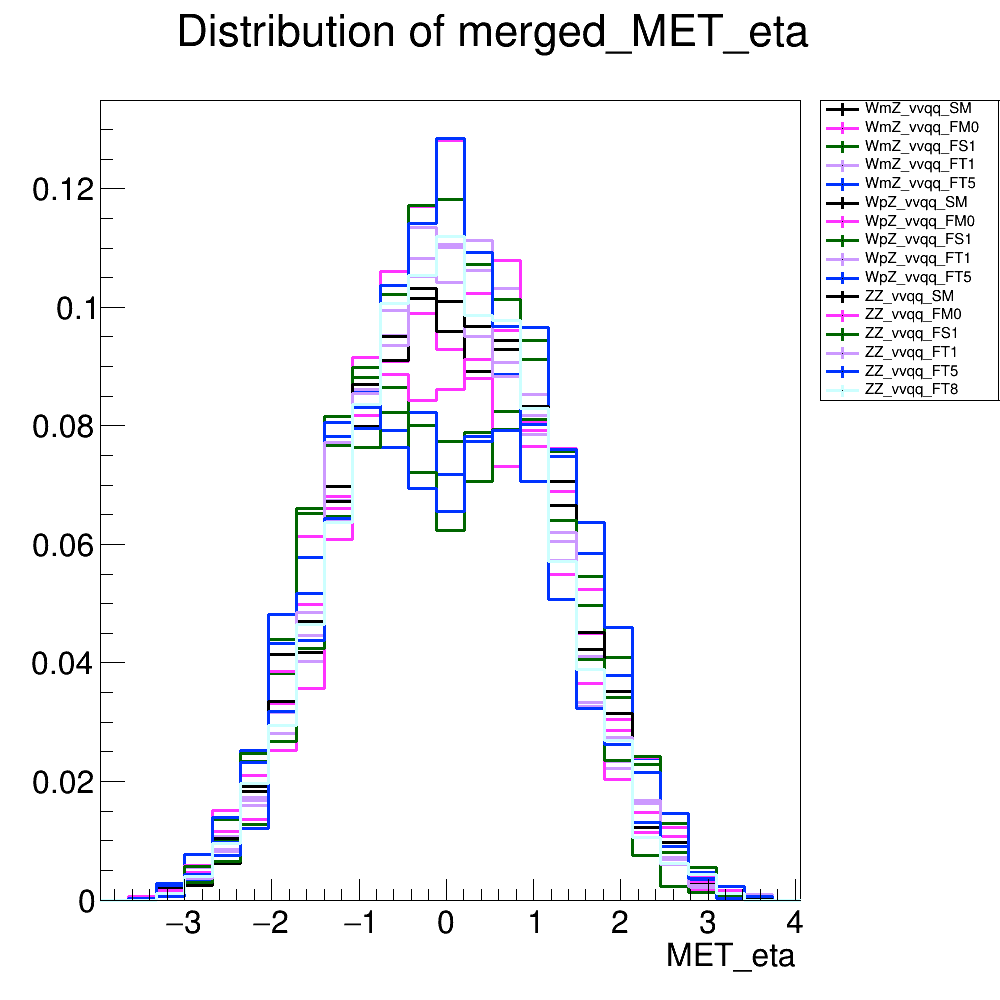 Distribution of merged_MET_eta
WmZ_vvqq_SM
WmZ_vvqq_FM0
WmZ_vvqq_FS1
WmZ_vvqq_FT1
WmZ_vvqq_FT5
WpZ_vvqq_SM
WpZ_vvqq_FM0
WpZ_vvqq_FS1
WpZ_vvqq_FT1
WpZ_vvqq_FT5
ZZ_vvqq_SM
ZZ_vvqq_FM0
ZZ_vvqq_FS1
ZZ_vvqq_FT1
ZZ_vvqq_FT5
ZZ_vvqq_FT8
0.12
0.1
0.08
0.06
0.04
0.02
0
−3 −2 −1 0 1 2 3 4
MET_eta